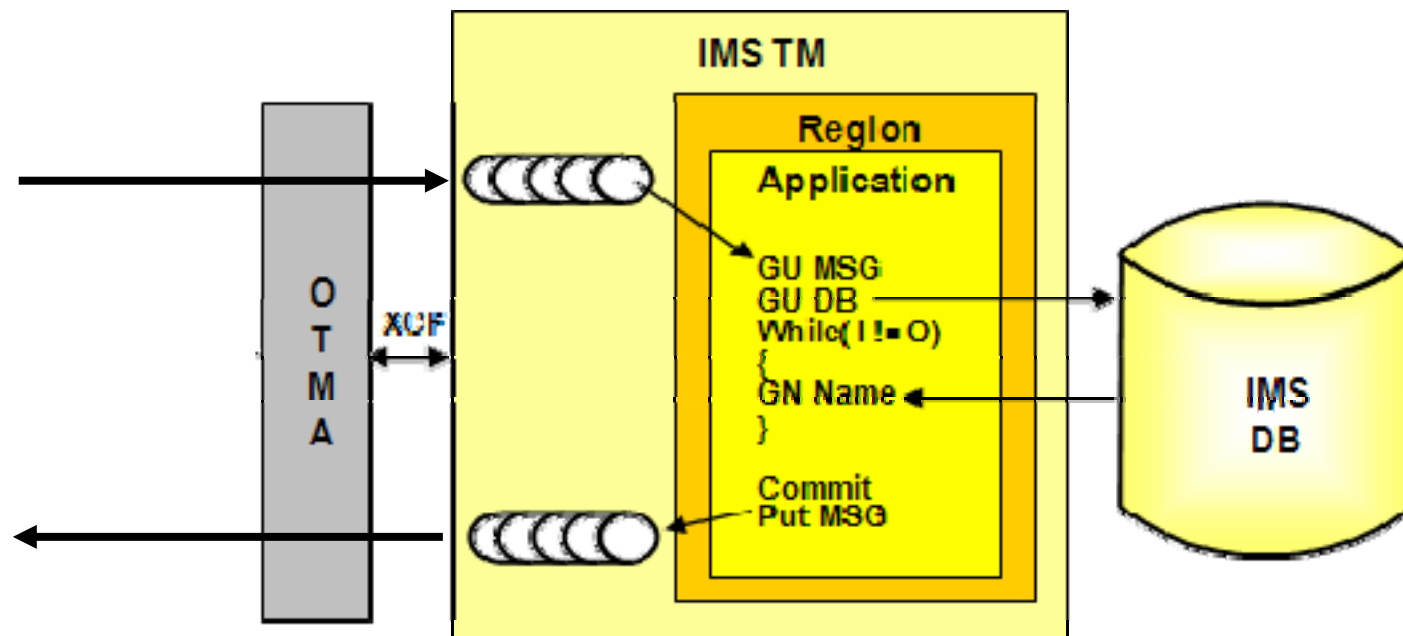 IMS TM
Region
Application
O
T
M
A
XCF
GU MSG
GU DB
While( I != O)
{
GN Name
}
Commit
Put MSG
IMS
DB